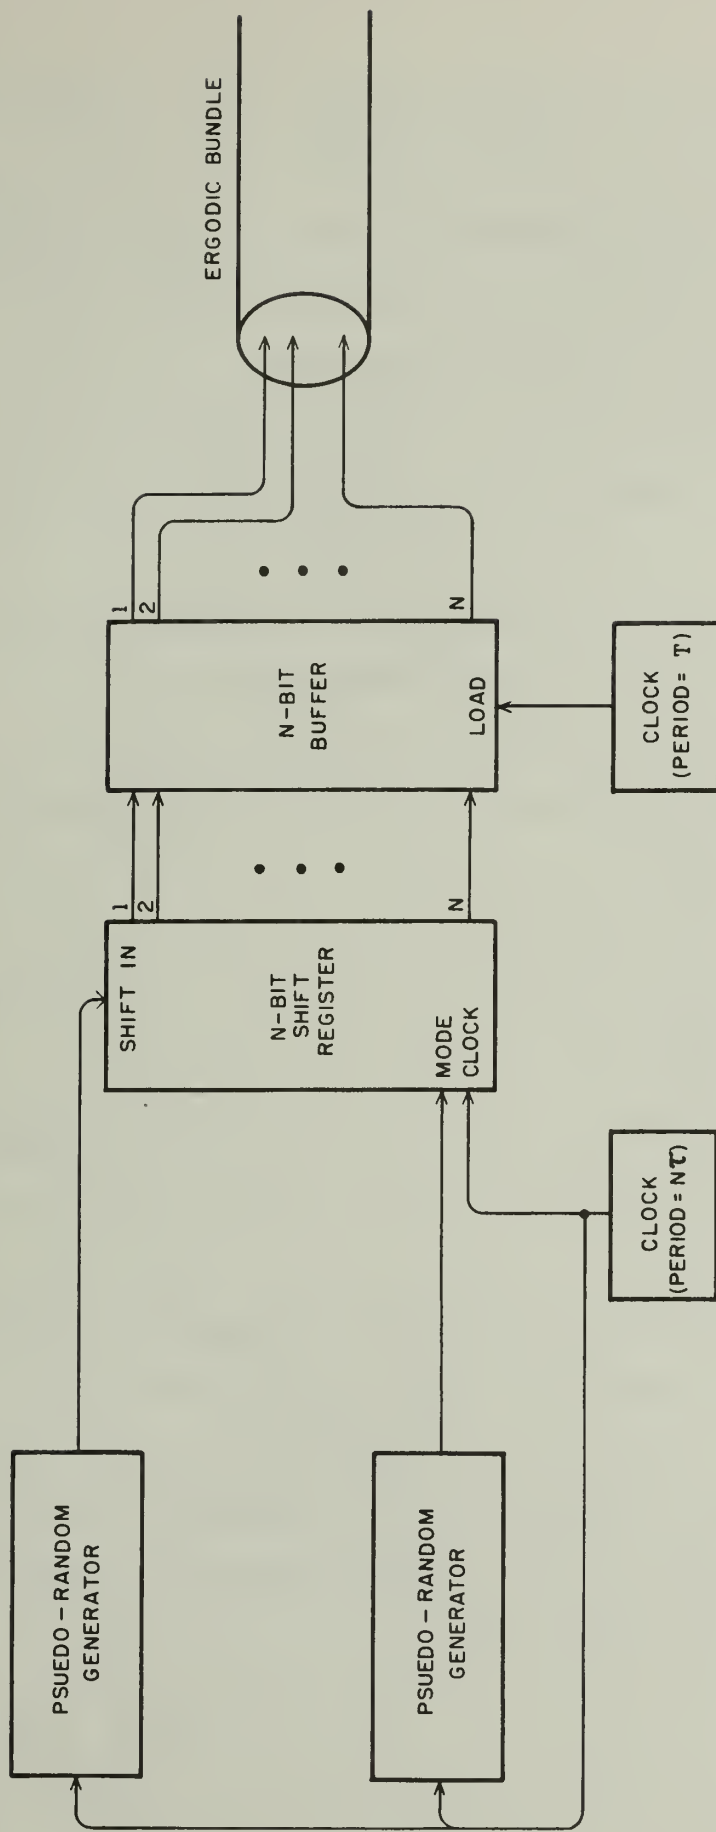 ERGODIC BUNDLE
1
2
N
N-BIT
BUFFER
LOAD
CLOCK
(PERIOD= T)
1
2
N
SHIFT IN
N-BIT
SHIFT
REGISTER
MODE
CLOCK
CLOCK
(PERIOD=Nτ)
PSUEDO-RANDOM
GENERATOR
PSUEDO-RANDOM
GENERATOR